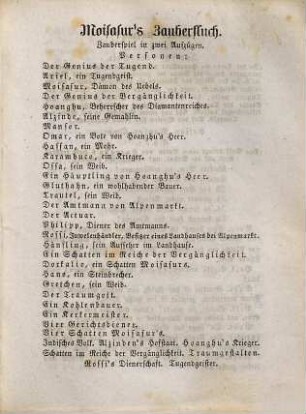 Moisasur's Zauberfluch.
Zauberspiel in zwei Aufzügen.
Personen:
Der Genius der Tugend.
Ariel, ein Tugendgeist.
Moisasur, Dämon des Uebels.
Der Genius der Vergänglichkeit.
Hoanghu, Beherrscher des Diamantenreiches.
Alzinde, seine Gemahlin.
Mansor.
Omar, ein Bote von Hoanghu's Heer.
Hassan, ein Mohr.
Karambuco, ein Krieger.
Ossa, sein Weib.
Ein Häuptling von Hoanghu's Heer.
Gluthahn, ein wohlhabender Bauer.
Trautel, sein Weib.
Der Amtmann von Alpenmarkt.
Der Actuar.
Philipp, Diener des Amtmanns.
Rossi, Juwelenhändler, Besitzer eines Landhauses bei Alpenmarkt.
Hänfling, sein Aufseher im Landhause.
Ein Schatten im Reiche der Vergänglichkeit.
Dorkalio, ein Schatten Moisasurs.
Hans, ein Steinbrecher.
Gretchen, sein Weib.
Der Traumgott.
Ein Kohlenbauer.
Ein Kerkermeister.
Vier Gerichtsdiener.
Vier Schatten Moisasur's.
Indisches Volk. Alzinden's Hofstaat. Hoanghu's Krieger.
Schatten im Reiche der Vergänglichkeit. Traumgestalten.
Rossi's Dienerschaft. Tugendgeister.